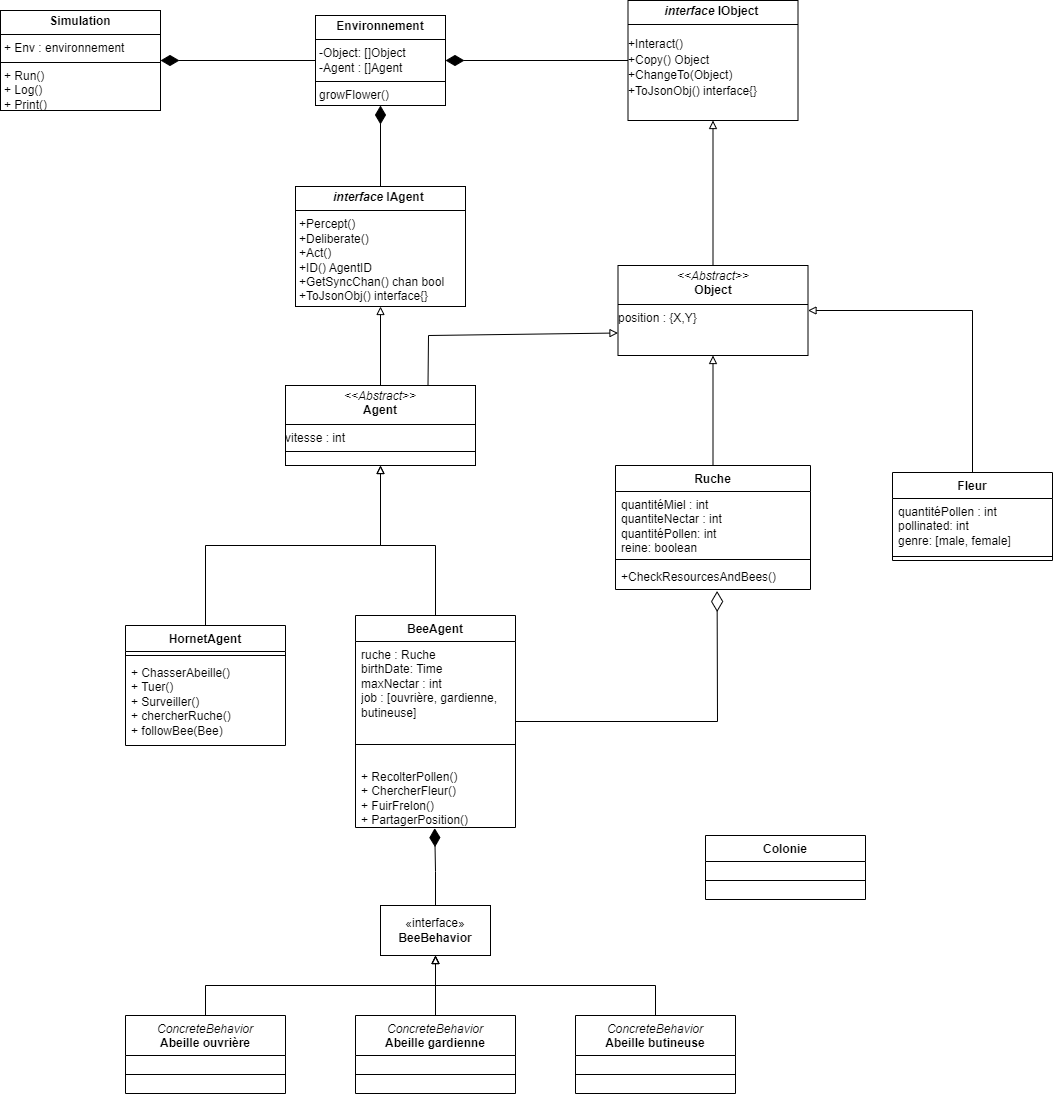 Simulation
+ Env : environnement
+ Run()
+ Log()
+ Print()
Environnement
-Object: []Object
-Agent : []Agent
growFlower()
interface IObject
+Interact()
+Copy() Object
+ChangeTo(Object)
+ToJsonObj() interface{}
interface IAgent
+Percept()
+Deliberate()
+Act()
+ID() AgentID
+GetSyncChan() chan bool
+ToJsonObj() interface{}
<<Abstract>>
Object
position : {X,Y}
<<Abstract>>
Agent
vitesse : int
Ruche
quantitéMiel : int
quantiteNectar : int
quantitéPollen: int
reine: boolean
+CheckResourcesAndBees()
Fleur
quantitéPollen : int
pollinated: int
genre: [male, female]
HornetAgent
+ ChasserAbeille()
+ Tuer()
+ Surveiller()
+ chercherRuche()
+ followBee(Bee)
BeeAgent
ruche : Ruche
birthDate: Time
maxNectar : int
job : [ouvrière, gardienne,
butineuse]
+ RecolterPollen()
+ ChercherFleur()
+ FuirFrelon()
+ PartagerPosition()
Colonie
«interface»
BeeBehavior
ConcreteBehavior
Abeille ouvrière
ConcreteBehavior
Abeille gardienne
ConcreteBehavior
Abeille butineuse